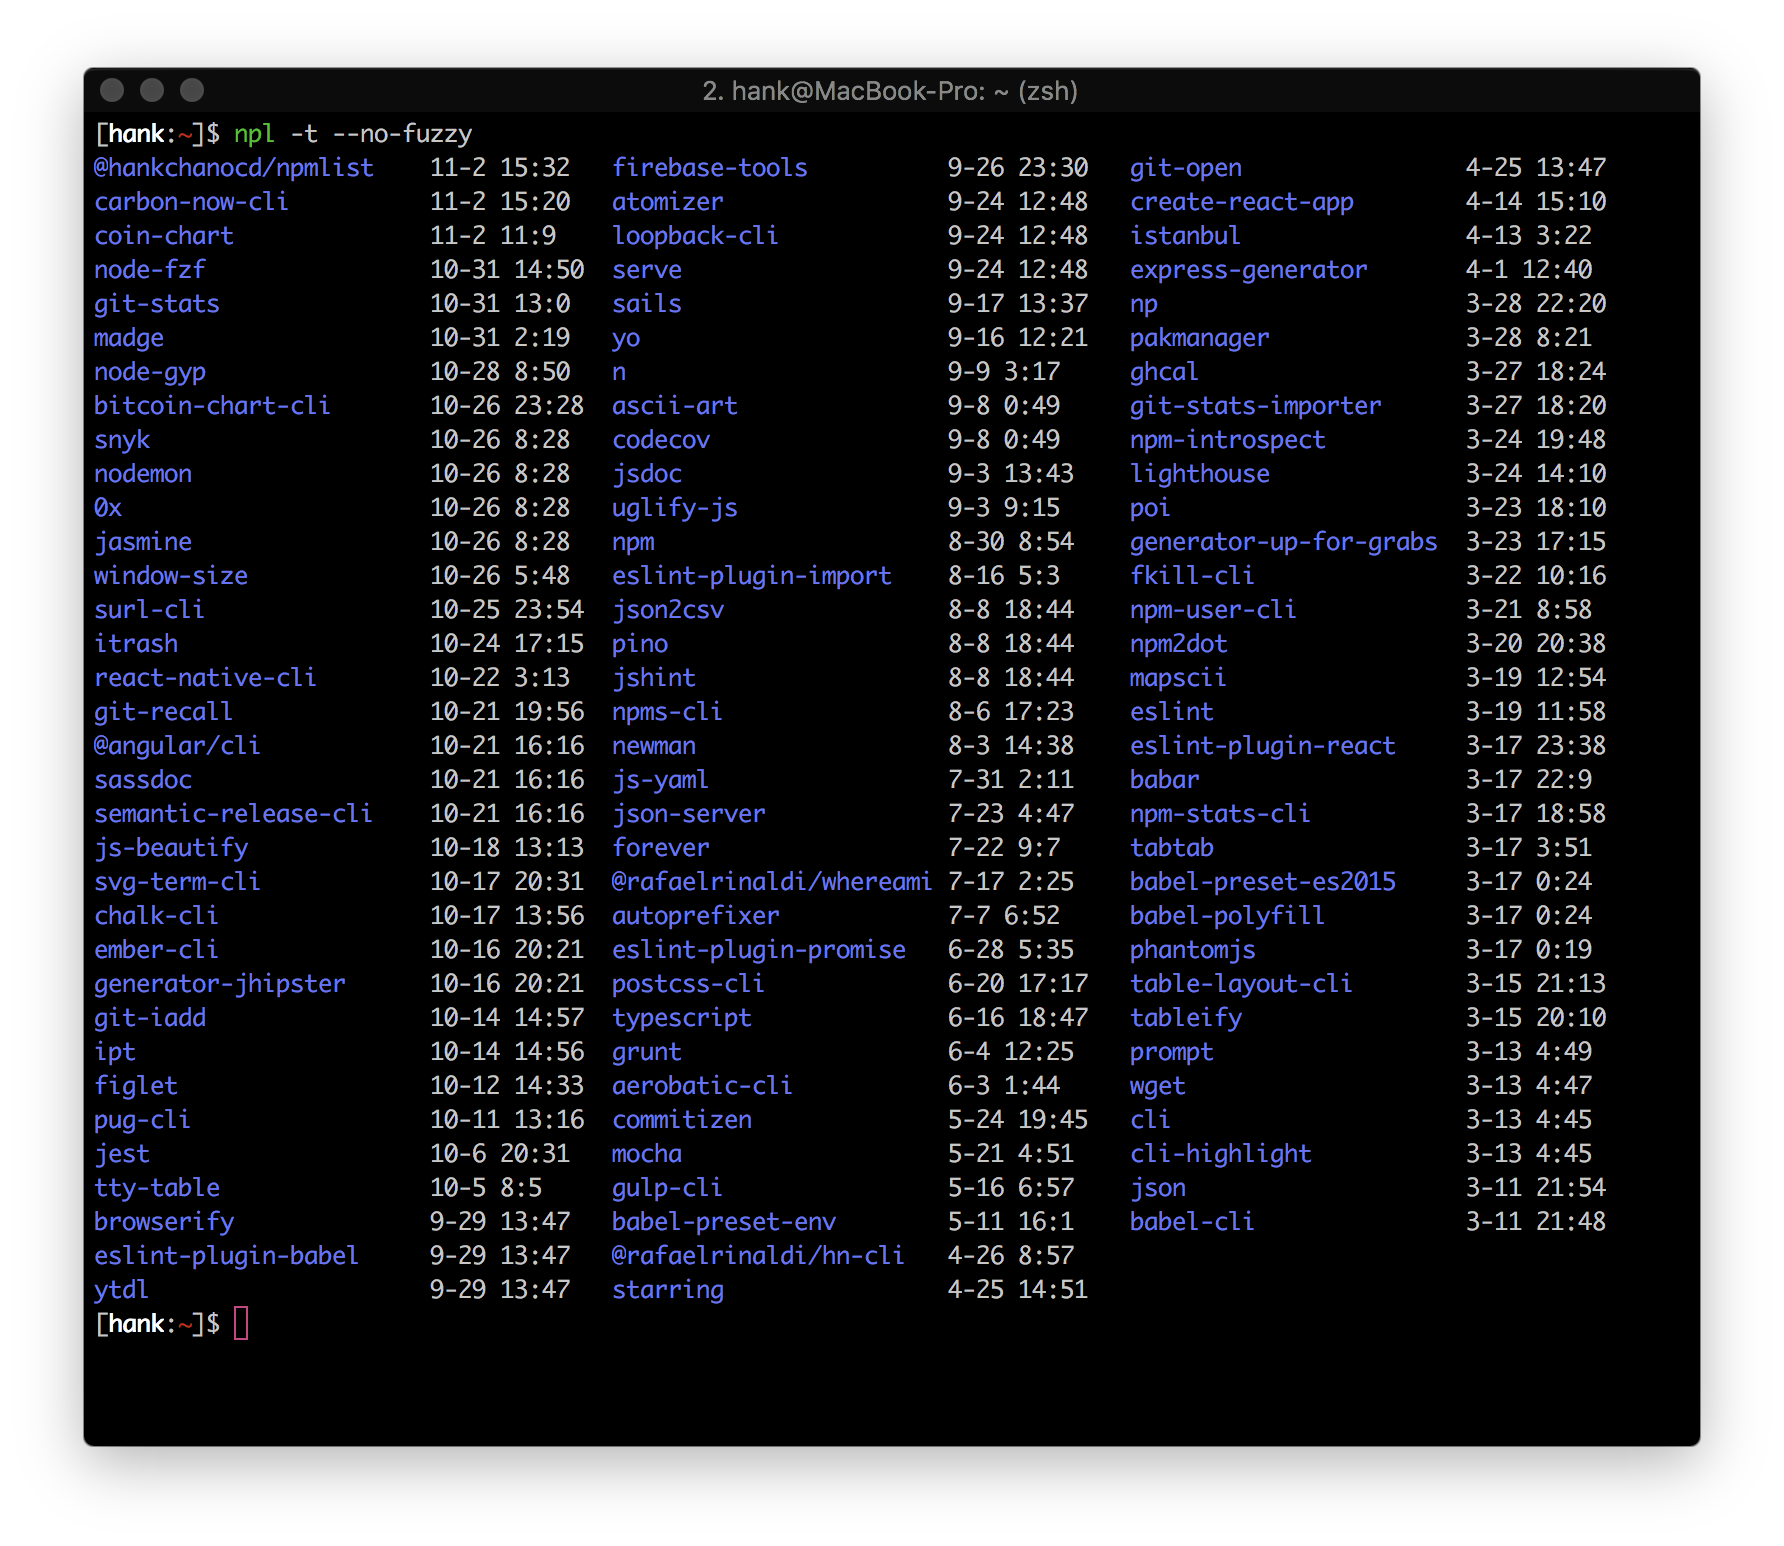 2. hank@MacBook-Pro: ~ (zsh)
[hank:~]$ npl -t --no-fuzzy
@hankchanocd/npmlist 11-2 15:32 firebase-tools 9-26 23:30 git-open 4-25 13:47
carbon-now-cli 11-2 15:20 atomizer 9-24 12:48 create-react-app 4-14 15:10
coin-chart 11-2 11:9 loopback-cli 9-24 12:48 istanbul 4-13 3:22
node-fzf 10-31 14:50 serve 9-24 12:48 express-generator 4-1 12:40
git-stats 10-31 13:0 sails 9-17 13:37 np 3-28 22:20
madge 10-31 2:19 yo 9-16 12:21 pakmanager 3-28 8:21
node-gyp 10-28 8:50 n 9-9 3:17 ghcal 3-27 18:24
bitcoin-chart-cli 10-26 23:28 ascii-art 9-8 0:49 git-stats-importer 3-27 18:20
snyk 10-26 8:28 codecov 9-8 0:49 npm-introspect 3-24 19:48
nodemon 10-26 8:28 jsdoc 9-3 13:43 lighthouse 3-24 14:10
0x 10-26 8:28 uglify-js 9-3 9:15 poi 3-23 18:10
jasmine 10-26 8:28 npm 8-30 8:54 generator-up-for-grabs 3-23 17:15
window-size 10-26 5:48 eslint-plugin-import 8-16 5:3 fkill-cli 3-22 10:16
surl-cli 10-25 23:54 json2csv 8-8 18:44 npm-user-cli 3-21 8:58
itrash 10-24 17:15 pino 8-8 18:44 npm2dot 3-20 20:38
react-native-cli 10-22 3:13 jshint 8-8 18:44 mapscii 3-19 12:54
git-recall 10-21 19:56 npms-cli 8-6 17:23 eslint 3-19 11:58
@angular/cli 10-21 16:16 newman 8-3 14:38 eslint-plugin-react 3-17 23:38
sassdoc 10-21 16:16 js-yaml 7-31 2:11 babar 3-17 22:9
semantic-release-cli 10-21 16:16 json-server 7-23 4:47 npm-stats-cli 3-17 18:58
js-beautify 10-18 13:13 forever 7-22 9:7 tabtab 3-17 3:51
svg-term-cli 10-17 20:31 @rafaelrinaldi/whereami 7-17 2:25 babel-preset-es2015 3-17 0:24
chalk-cli 10-17 13:56 autoprefixer 7-7 6:52 babel-polyfill 3-17 0:24
ember-cli 10-16 20:21 eslint-plugin-promise 6-28 5:35 phantomjs 3-17 0:19
generator-jhipster 10-16 20:21 postcss-cli 6-20 17:17 table-layout-cli 3-15 21:13
git-iadd 10-14 14:57 typescript 6-16 18:47 tableify 3-15 20:10
ipt 10-14 14:56 grunt 6-4 12:25 prompt 3-13 4:49
figlet 10-12 14:33 aerobatic-cli 6-3 1:44 wget 3-13 4:47
pug-cli 10-11 13:16 commitizen 5-24 19:45 cli 3-13 4:45
jest 10-6 20:31 mocha 5-21 4:51 cli-highlight 3-13 4:45
tty-table 10-5 8:5 gulp-cli 5-16 6:57 json 3-11 21:54
browserify 9-29 13:47 babel-preset-env 5-11 16:1 babel-cli 3-11 21:48
eslint-plugin-babel 9-29 13:47 @rafaelrinaldi/hn-cli 4-26 8:57
ytdl 9-29 13:47 starring 4-25 14:51
[hank:~]$